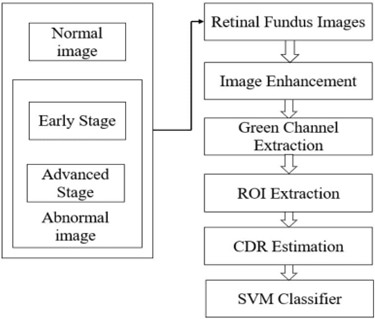 Normal
image
Early Stage
Advanced
Stage
Abnormal
image
Retinal Fundus Images
Image Enhancement
Green Channel
Extraction
ROI Extraction
CDR Estimation
SVM Classifier